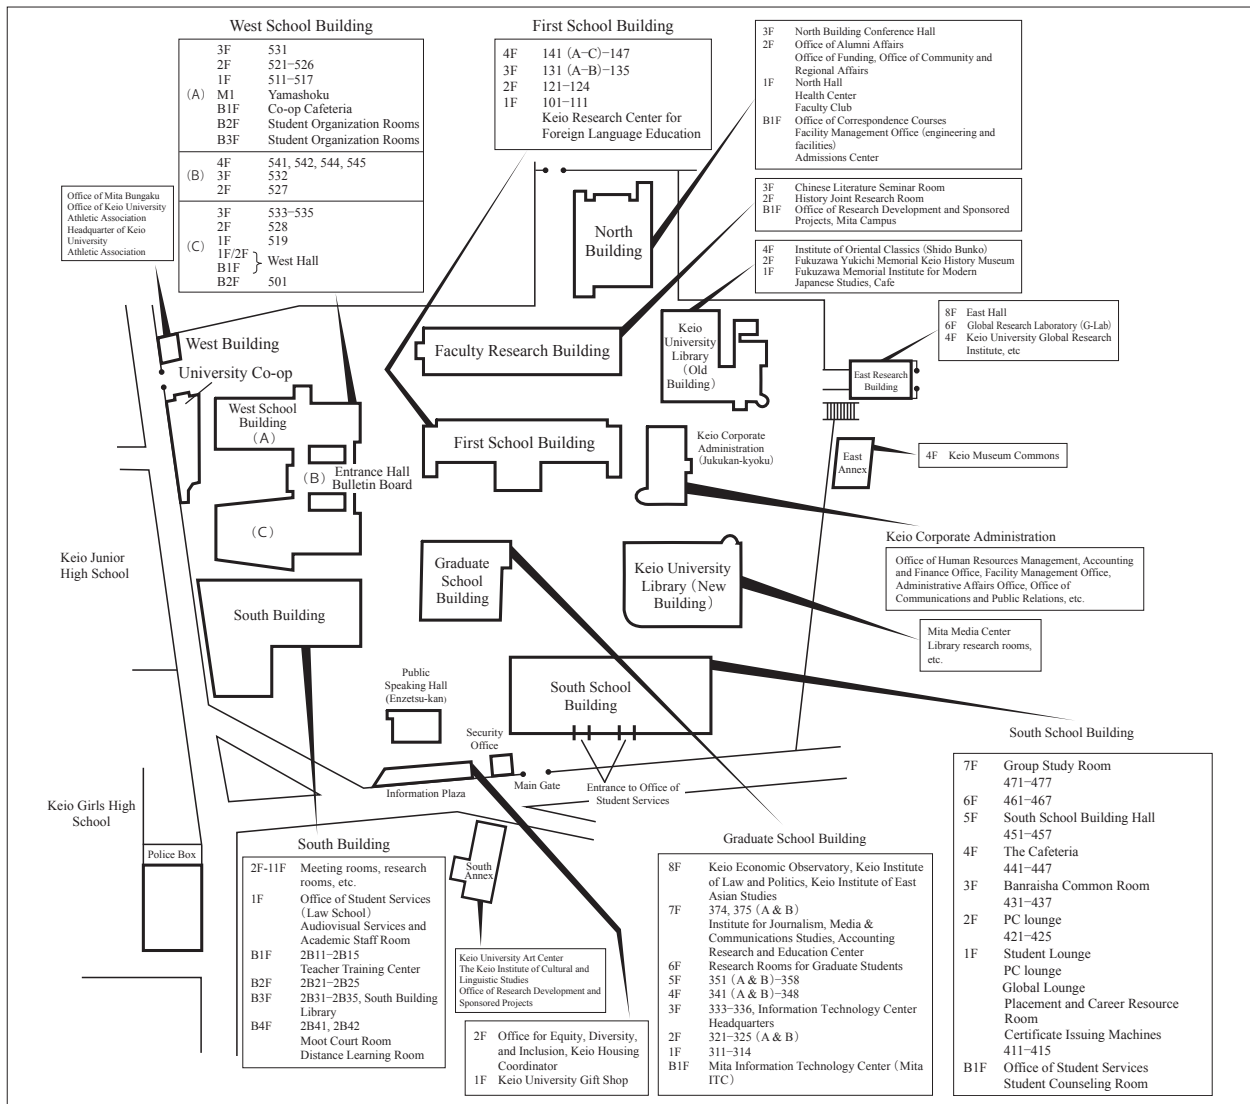 West School Building
3F 531
2F 521-526
1F 511-517
(A) M1 Yamashoku
B1F Co-op Cafeteria
B2F Student Organization Rooms
B3F Student Organization Rooms
4F 541, 542, 544, 545
(B) 3F 532
2F 527
3F 533-535
2F 528
1F 519
(C) 1F/2F
B1F West Hall
B2F 501
First School Building
4F 141 (A-C)-147
3F 131 (A-B)-135
2F 121-124
1F 101-111
Keio Research Center for
Foreign Language Education
3F North Building Conference Hall
2F Office of Alumni Affairs
Office of Funding, Office of Community and
Regional Affairs
1F North Hall
Health Center
Faculty Club
B1F Office of Correspondence Courses
Facility Management Office (engineering and
facilities)
Admissions Center
3F Chinese Literature Seminar Room
2F History Joint Research Room
B1F Office of Research Development and Sponsored
Projects, Mita Campus
4F Institute of Oriental Classics (Shido Bunko)
2F Fukuzawa Yukichi Memorial Keio History Museum
1F Fukuzawa Memorial Institute for Modern
Japanese Studies, Cafe
8F East Hall
6F Global Research Laboratory (G-Lab)
4F Keio University Global Research
Institute, etc
Office of Mita Bungaku
Office of Keio University
Athletic Association
Headquarter of Keio
University
Athletic Association
North
Building
West Building
University Co-op
Faculty Research Building
Keio
University
Library
(Old
Building)
East Research
Building
West School
Building
(A)
(B)
Entrance Hall
Bulletin Board
(C)
First School Building
Keio Corporate
Administration
(Jukukan-kyoku)
East
Annex
4F Keio Museum Commons
Keio Corporate Administration
Office of Human Resources Management, Accounting
and Finance Office, Facility Management Office,
Administrative Affairs Office, Office of
Communications and Public Relations, etc.
Keio Junior
High School
Graduate
School
Building
Keio University
Library (New
Building)
Mita Media Center
Library research rooms,
etc.
South Building
Public
Speaking Hall
(Enzetsu-kan)
South School
Building
Security
Office
Main Gate
Information Plaza
Entrance to Office of
Student Services
Keio Girls High
School
Police Box
South
Annex
South Building
2F-11F Meeting rooms, research
rooms, etc.
1F Office of Student Services
(Law School)
Audiovisual Services and
Academic Staff Room
B1F 2B11-2B15
Teacher Training Center
B2F 2B21-2B25
B3F 2B31-2B35, South Building
Library
B4F 2B41, 2B42
Moot Court Room
Distance Learning Room
Keio University Art Center
The Keio Institute of Cultural and
Linguistic Studies
Office of Research Development and
Sponsored Projects
2F Office for Equity, Diversity,
and Inclusion, Keio Housing
Coordinator
1F Keio University Gift Shop
Graduate School Building
8F Keio Economic Observatory, Keio Institute
of Law and Politics, Keio Institute of East
Asian Studies
7F 374, 375 (A & B)
Institute for Journalism, Media &
Communications Studies, Accounting
Research and Education Center
6F Research Rooms for Graduate Students
5F 351 (A & B)-358
4F 341 (A & B)-348
3F 333-336, Information Technology Center
Headquarters
2F 321-325 (A & B)
1F 311-314
B1F Mita Information Technology Center (Mita
ITC)
South School Building
7F Group Study Room
471-477
6F 461-467
5F South School Building Hall
451-457
4F The Cafeteria
441-447
3F Banraisha Common Room
431-437
2F PC lounge
421-425
1F Student Lounge
PC lounge
Global Lounge
Placement and Career Resource
Room
Certificate Issuing Machines
411-415
B1F Office of Student Services
Student Counseling Room